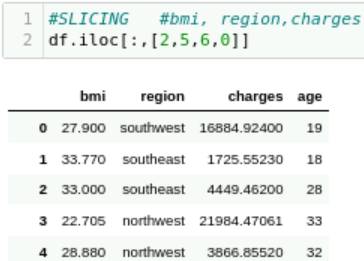 1 #SLICING #bmi, region,charges
2 df.iloc[:,[2,5,6,0]]
bmi region charges age
0 27.900 southwest 16884.92400 19
1 33.770 southeast 1725.55230 18
2 33.000 southeast 4449.46200 28
3 22.705 northwest 21984.47061 33
4 28.880 northwest 3866.85520 32